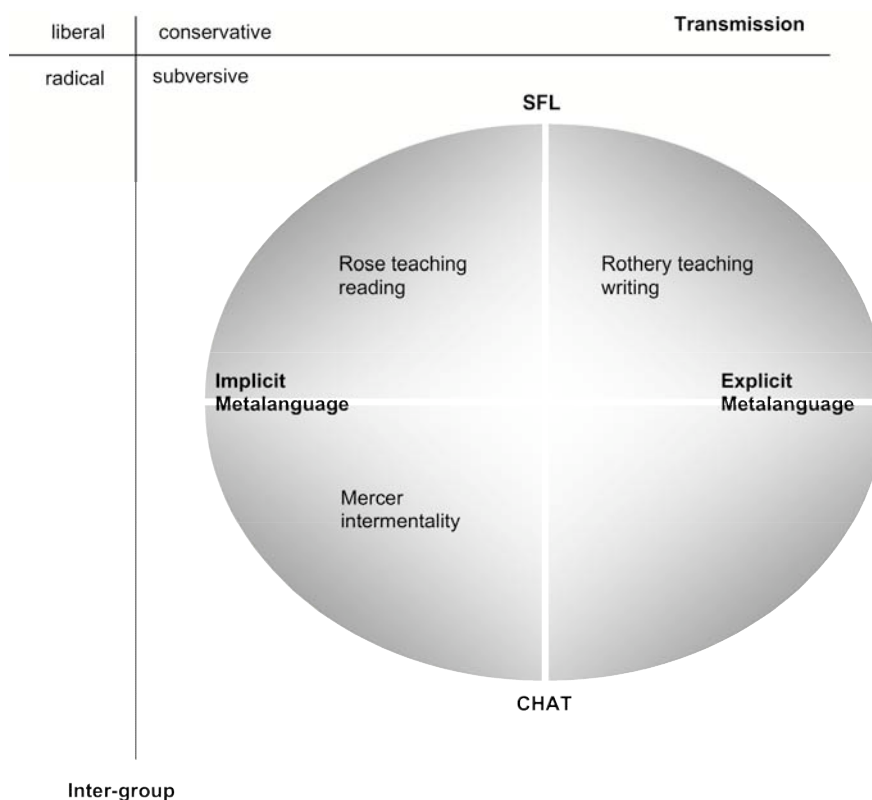 liberal
conservative
Transmission
radical
subversive
SFL
Rose teaching
reading
Rothery teaching
writing
Implicit
Metalanguage
Explicit
Metalanguage
Mercer
intermentality
CHAT
Inter-group